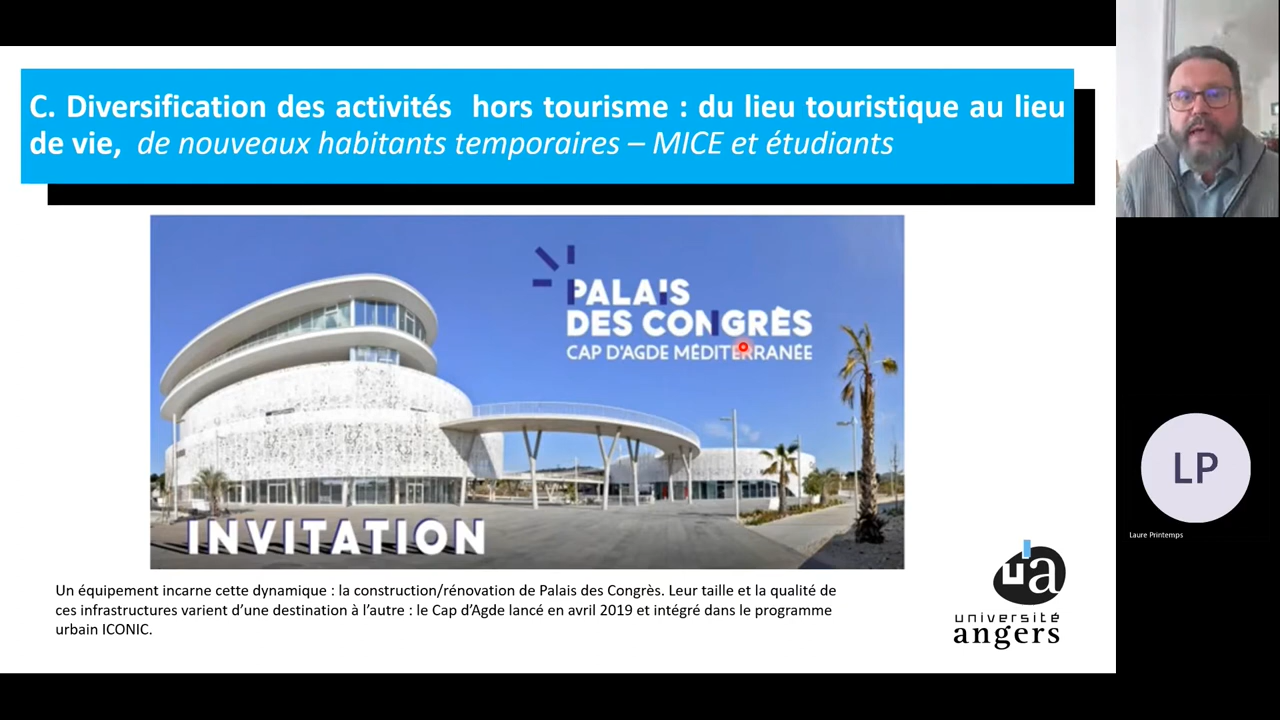 C. Diversification des activités hors tourisme : du lieu touristique au lieu
de vie, de nouveaux habitants temporaires – MICE et étudiants
PALAIS
DES CONGRÈS
CAP D'AGDE MÉDITERRANÉE
INVITATION
Un équipement incarne cette dynamique : la construction/rénovation de Palais des Congrès. Leur taille et la qualité de
ces infrastructures varient d’une destination à l’autre : le Cap d’Agde lancé en avril 2019 et intégré dans le programme
urbain ICONIC.
ua
université
angers
LP
Laure Printemps